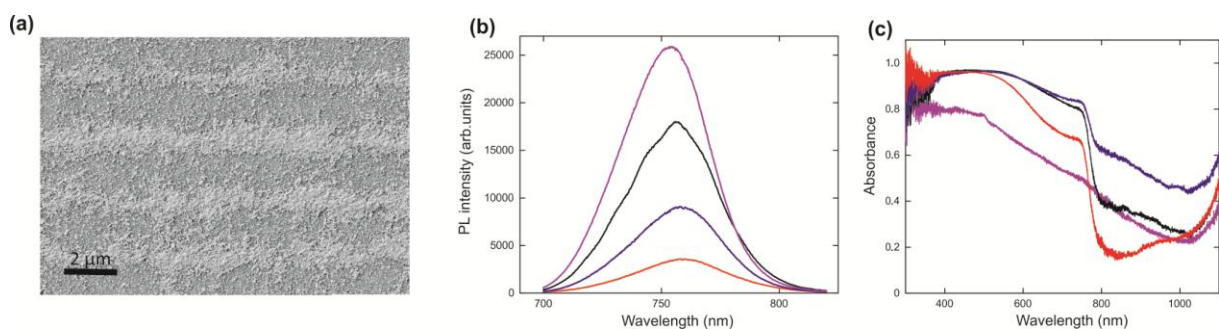 (a)
2 μm
(b)
PL intensity (arb.units)
25000
20000
15000
10000
5000
0
700
750
800
Wavelength (nm)
(c)
Absorbance
1.0
0.8
0.6
0.4
0.2
400
600
800
1000
Wavelength (nm)